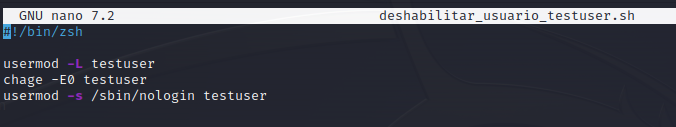 GNU nano 7.2 deshabilitar_usuario_testuser.sh
#!/bin/zsh
usermod -L testuser
chage -E0 testuser
usermod -s /sbin/nologin testuser